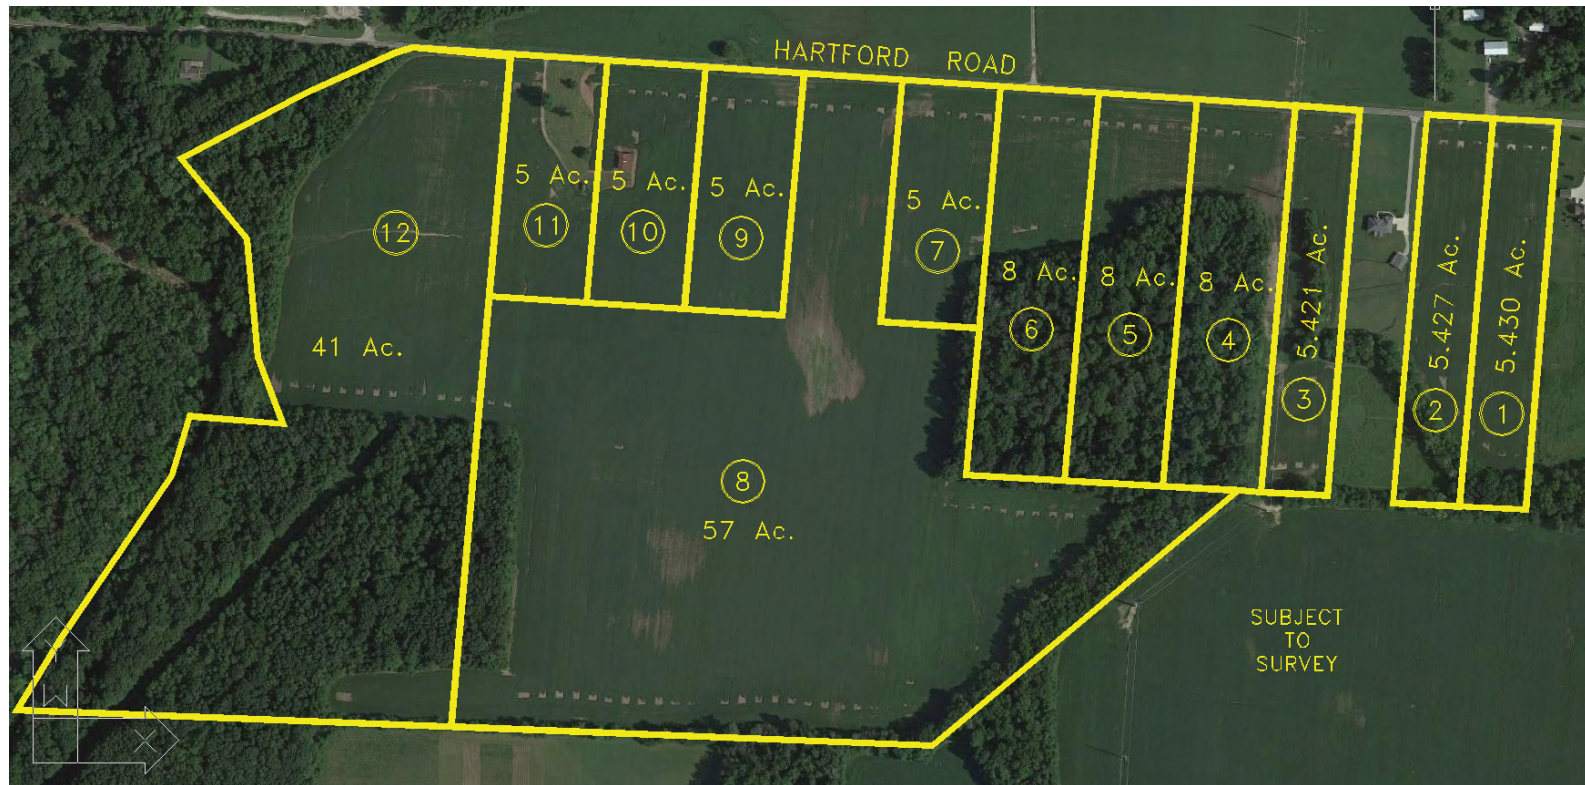 HARTFORD ROAD
5 Ac.
11
5 Ac.
10
5 Ac.
9
5 Ac.
7
12
41 Ac.
8 Ac.
6
8 Ac.
5
8 Ac.
4
5.421 Ac.
3
5.427 Ac.
2
5.430 Ac.
1
8
57 Ac.
SUBJECT
TO
SURVEY
Y
W
X